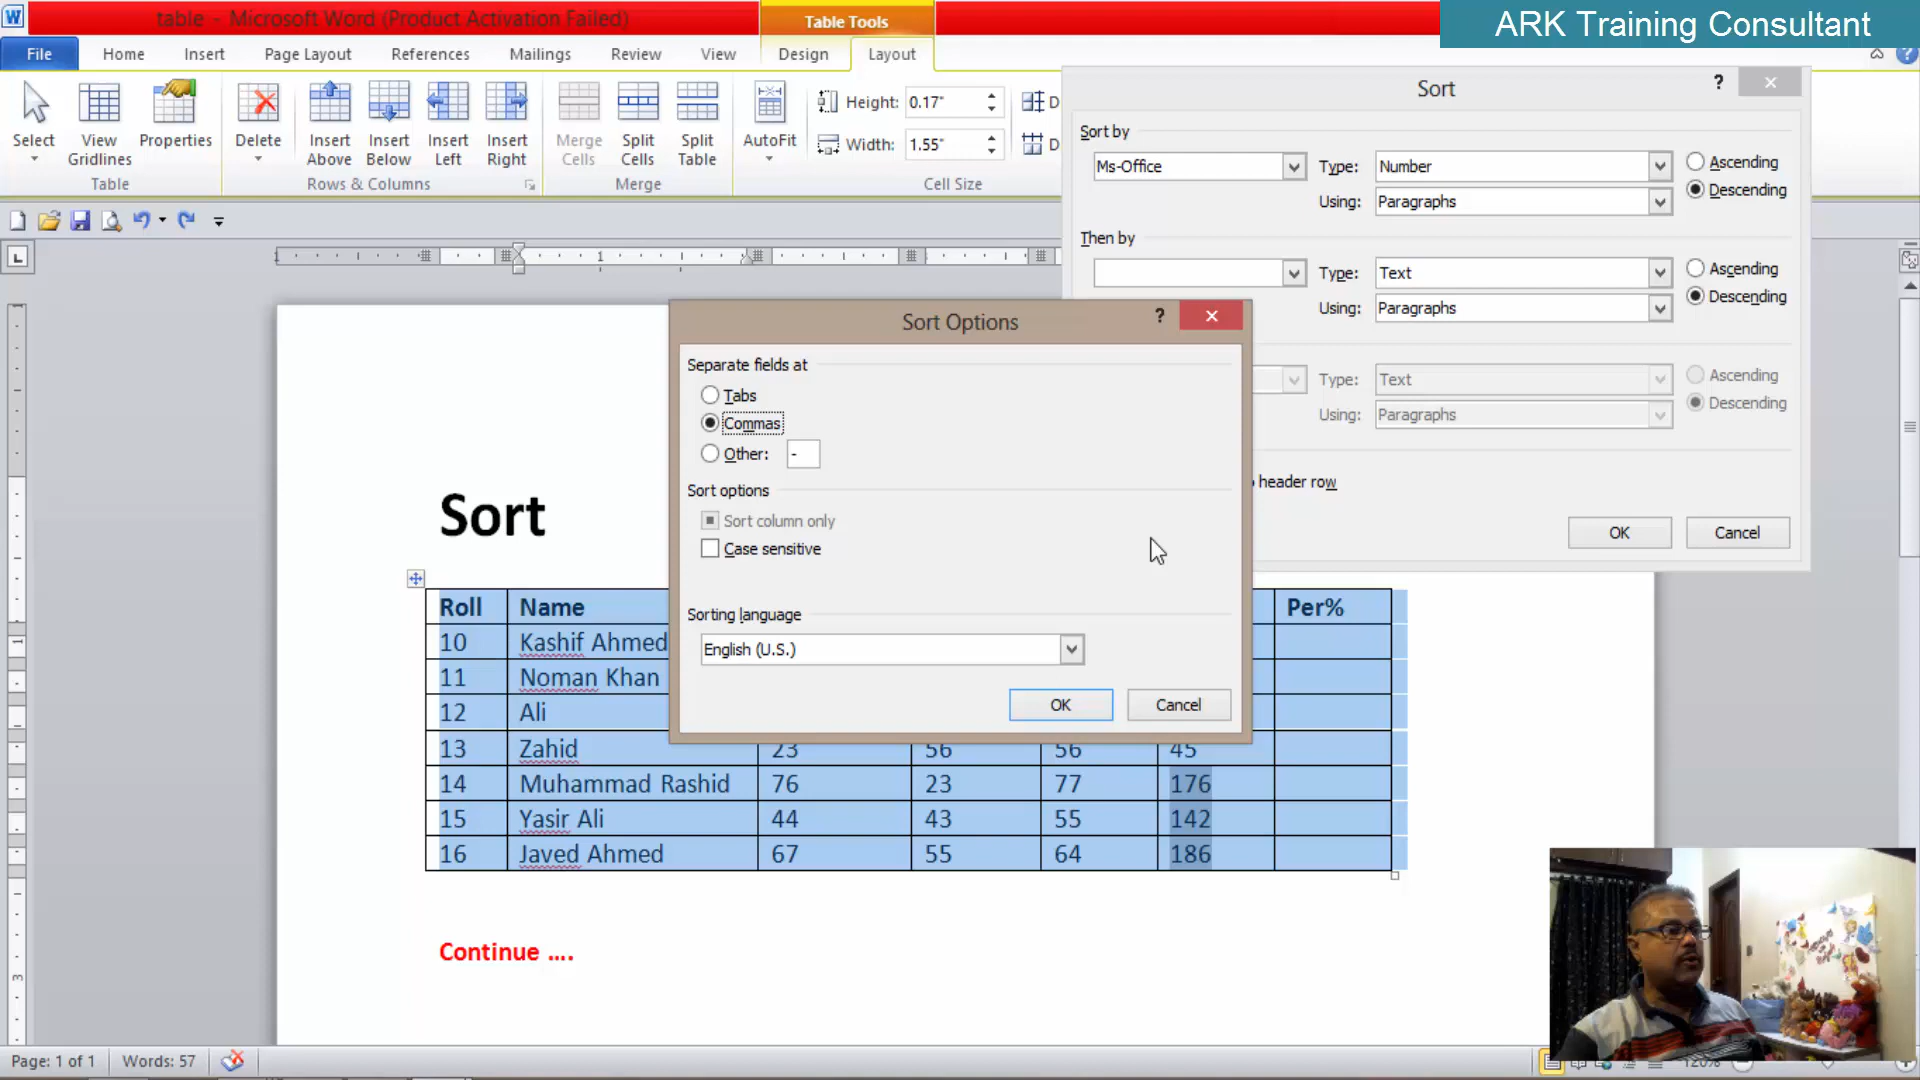 table - Microsoft Word (Product Activation Failed)
Table Tools
ARK Training Consultant
File Home Insert Page Layout References Mailings Review View Design Layout
Select
View Gridlines
Properties
Delete
Insert Above
Insert Below
Insert Left
Insert Right
Merge Cells
Split Cells
Split Table
AutoFit
Height: 0.17"
Width: 1.55"
D
D
Table
Rows & Columns
Merge
Cell Size
Sort
?
Sort by
Ms-Office Type: Number Ascending
Using: Paragraphs Descending
Then by
Type: Text Ascending
Using: Paragraphs Descending
Type: Text Ascending
Using: Paragraphs Descending
header row
OK Cancel
Sort Options
?
Separate fields at
Tabs
Commas
Other: -
Sort options
Sort column only
Case sensitive
Sorting language
English (U.S.)
OK Cancel
Sort
Roll Name Per%
10 Kashif Ahmed
11 Noman Khan
12 Ali
13 Zahid 23 56 56 45
14 Muhammad Rashid 76 23 77 176
15 Yasir Ali 44 43 55 142
16 Javed Ahmed 67 55 64 186
Continue ....
Page: 1 of 1 Words: 57 120%